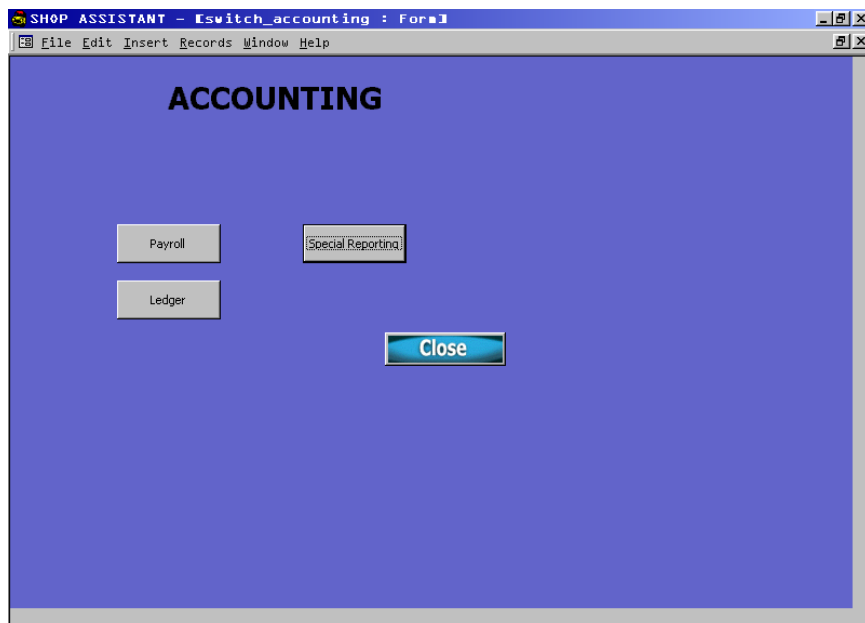 SHOP ASSISTANT - [switch_accounting : Form]
File Edit Insert Records Window Help
ACCOUNTING
Payroll Special Reporting
Ledger
Close